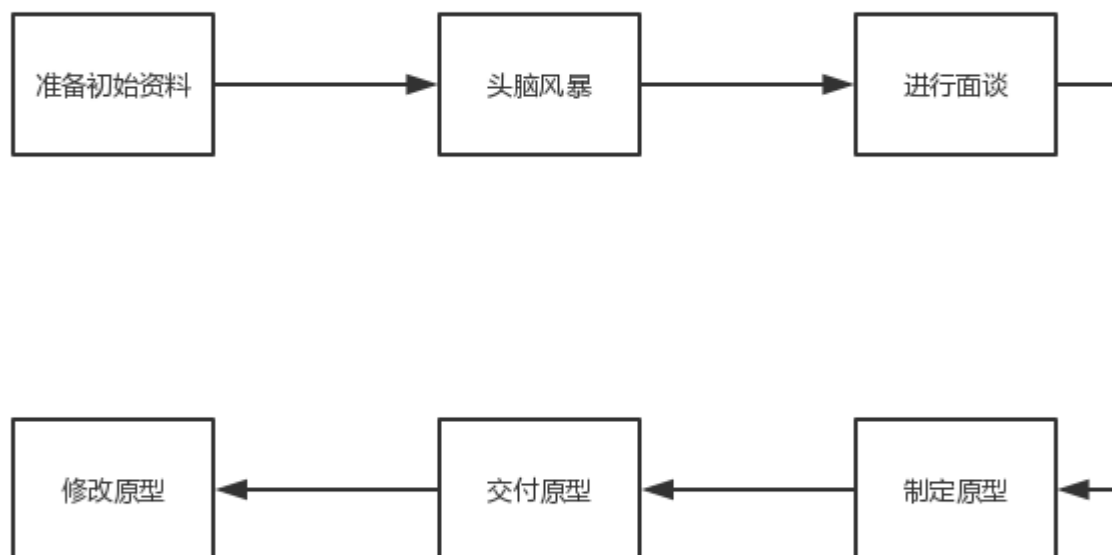 准备初始资料
头脑风暴
进行面谈
修改原型
交付原型
制定原型